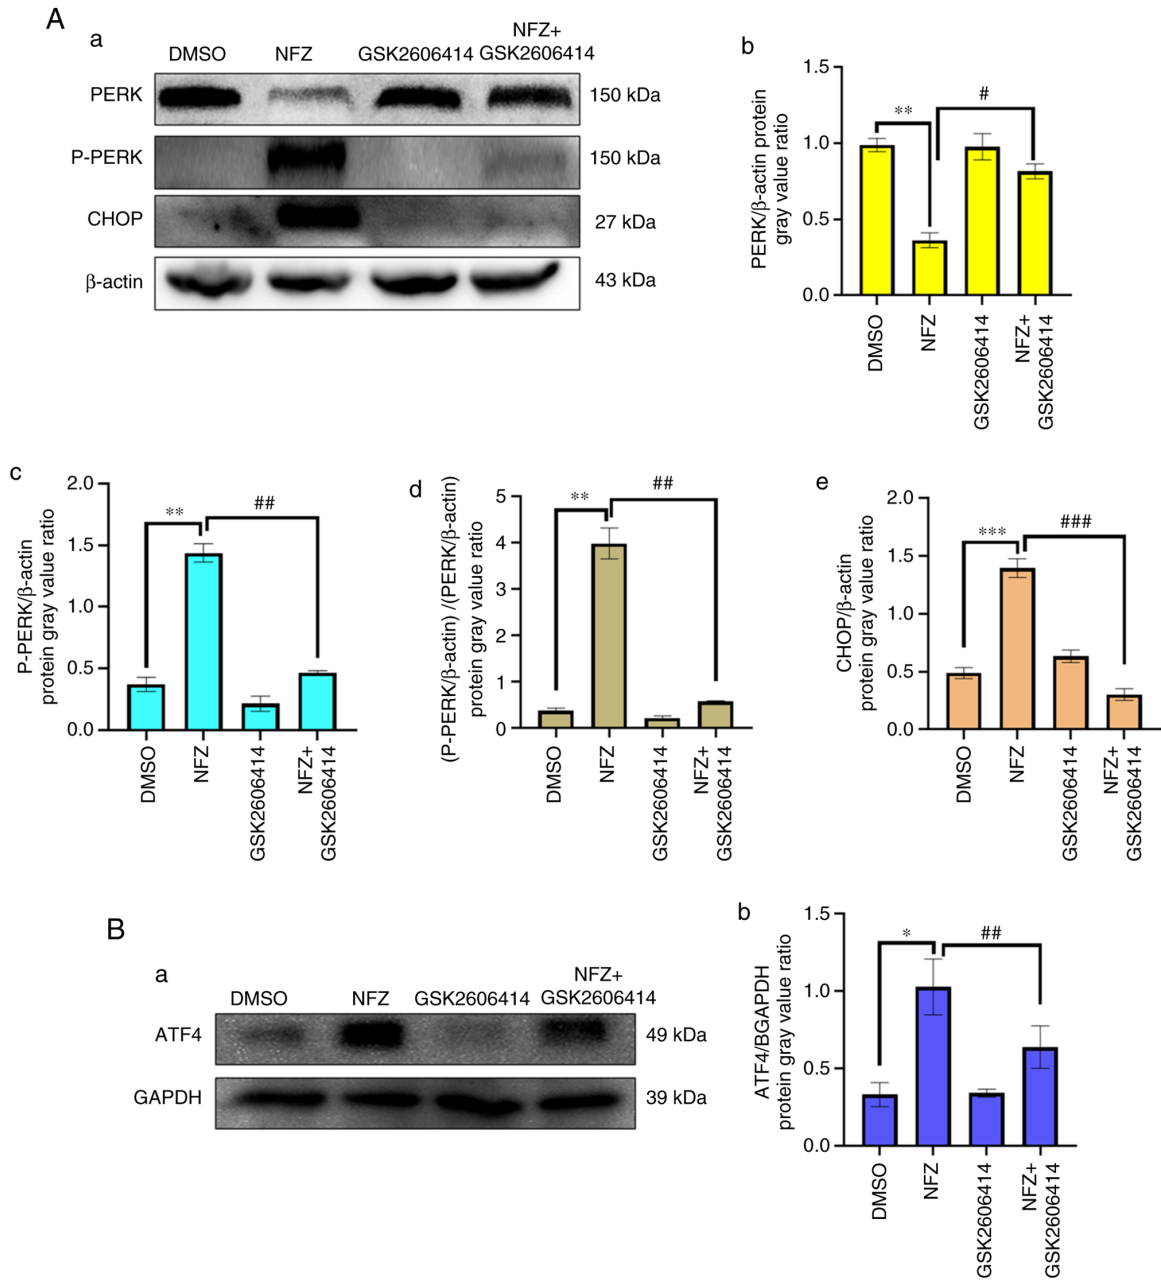 A
a
DMSO
NFZ
GSK2606414
NFZ+
GSK2606414
PERK
150 kDa
P-PERK
150 kDa
CHOP
27 kDa
β-actin
43 kDa
b
PERK/β-actin protein
gray value ratio
1.5
1.0
0.5
0.0
**
#
DMSO
NFZ
GSK2606414
NFZ+
GSK2606414
c
P-PERK/β-actin
protein gray value ratio
2.0
1.5
1.0
0.5
0.0
**
##
DMSO
NFZ
GSK2606414
NFZ+
GSK2606414
d
(P-PERK/β-actin) /(PERK/β-actin)
protein gray value ratio
5
4
3
2
1
0
**
##
DMSO
NFZ
GSK2606414
NFZ+
GSK2606414
e
CHOP/β-actin
protein gray value ratio
2.0
1.5
1.0
0.5
0.0
***
###
DMSO
NFZ
GSK2606414
NFZ+
GSK2606414
B
a
DMSO
NFZ
GSK2606414
NFZ+
GSK2606414
ATF4
49 kDa
GAPDH
39 kDa
b
ATF4/BGAPDH
protein gray value ratio
1.5
1.0
0.5
0.0
*
##
DMSO
NFZ
GSK2606414
NFZ+
GSK2606414